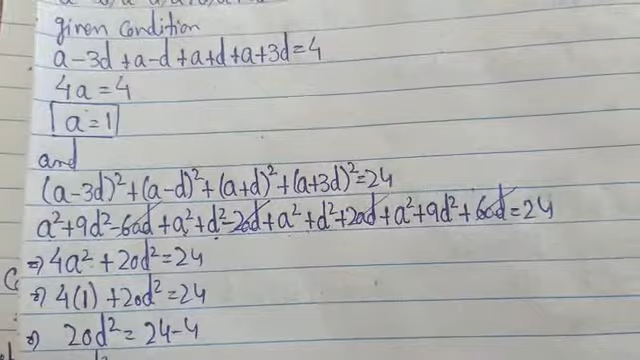 given condition
a-3d+a-d+a+d+a+3d=4
4a=4
a=1
and
(a-3d)²+(a-d)²+(a+d)²+(a+3d)²=24
a²+9d²-6ad+a²+d²-2ad+a²+d²+2ad+a²+9d²+6ad=24
⇒ 4a²+20d²=24
⇒ 4(1)+20d²=24
⇒ 20d²=24-4